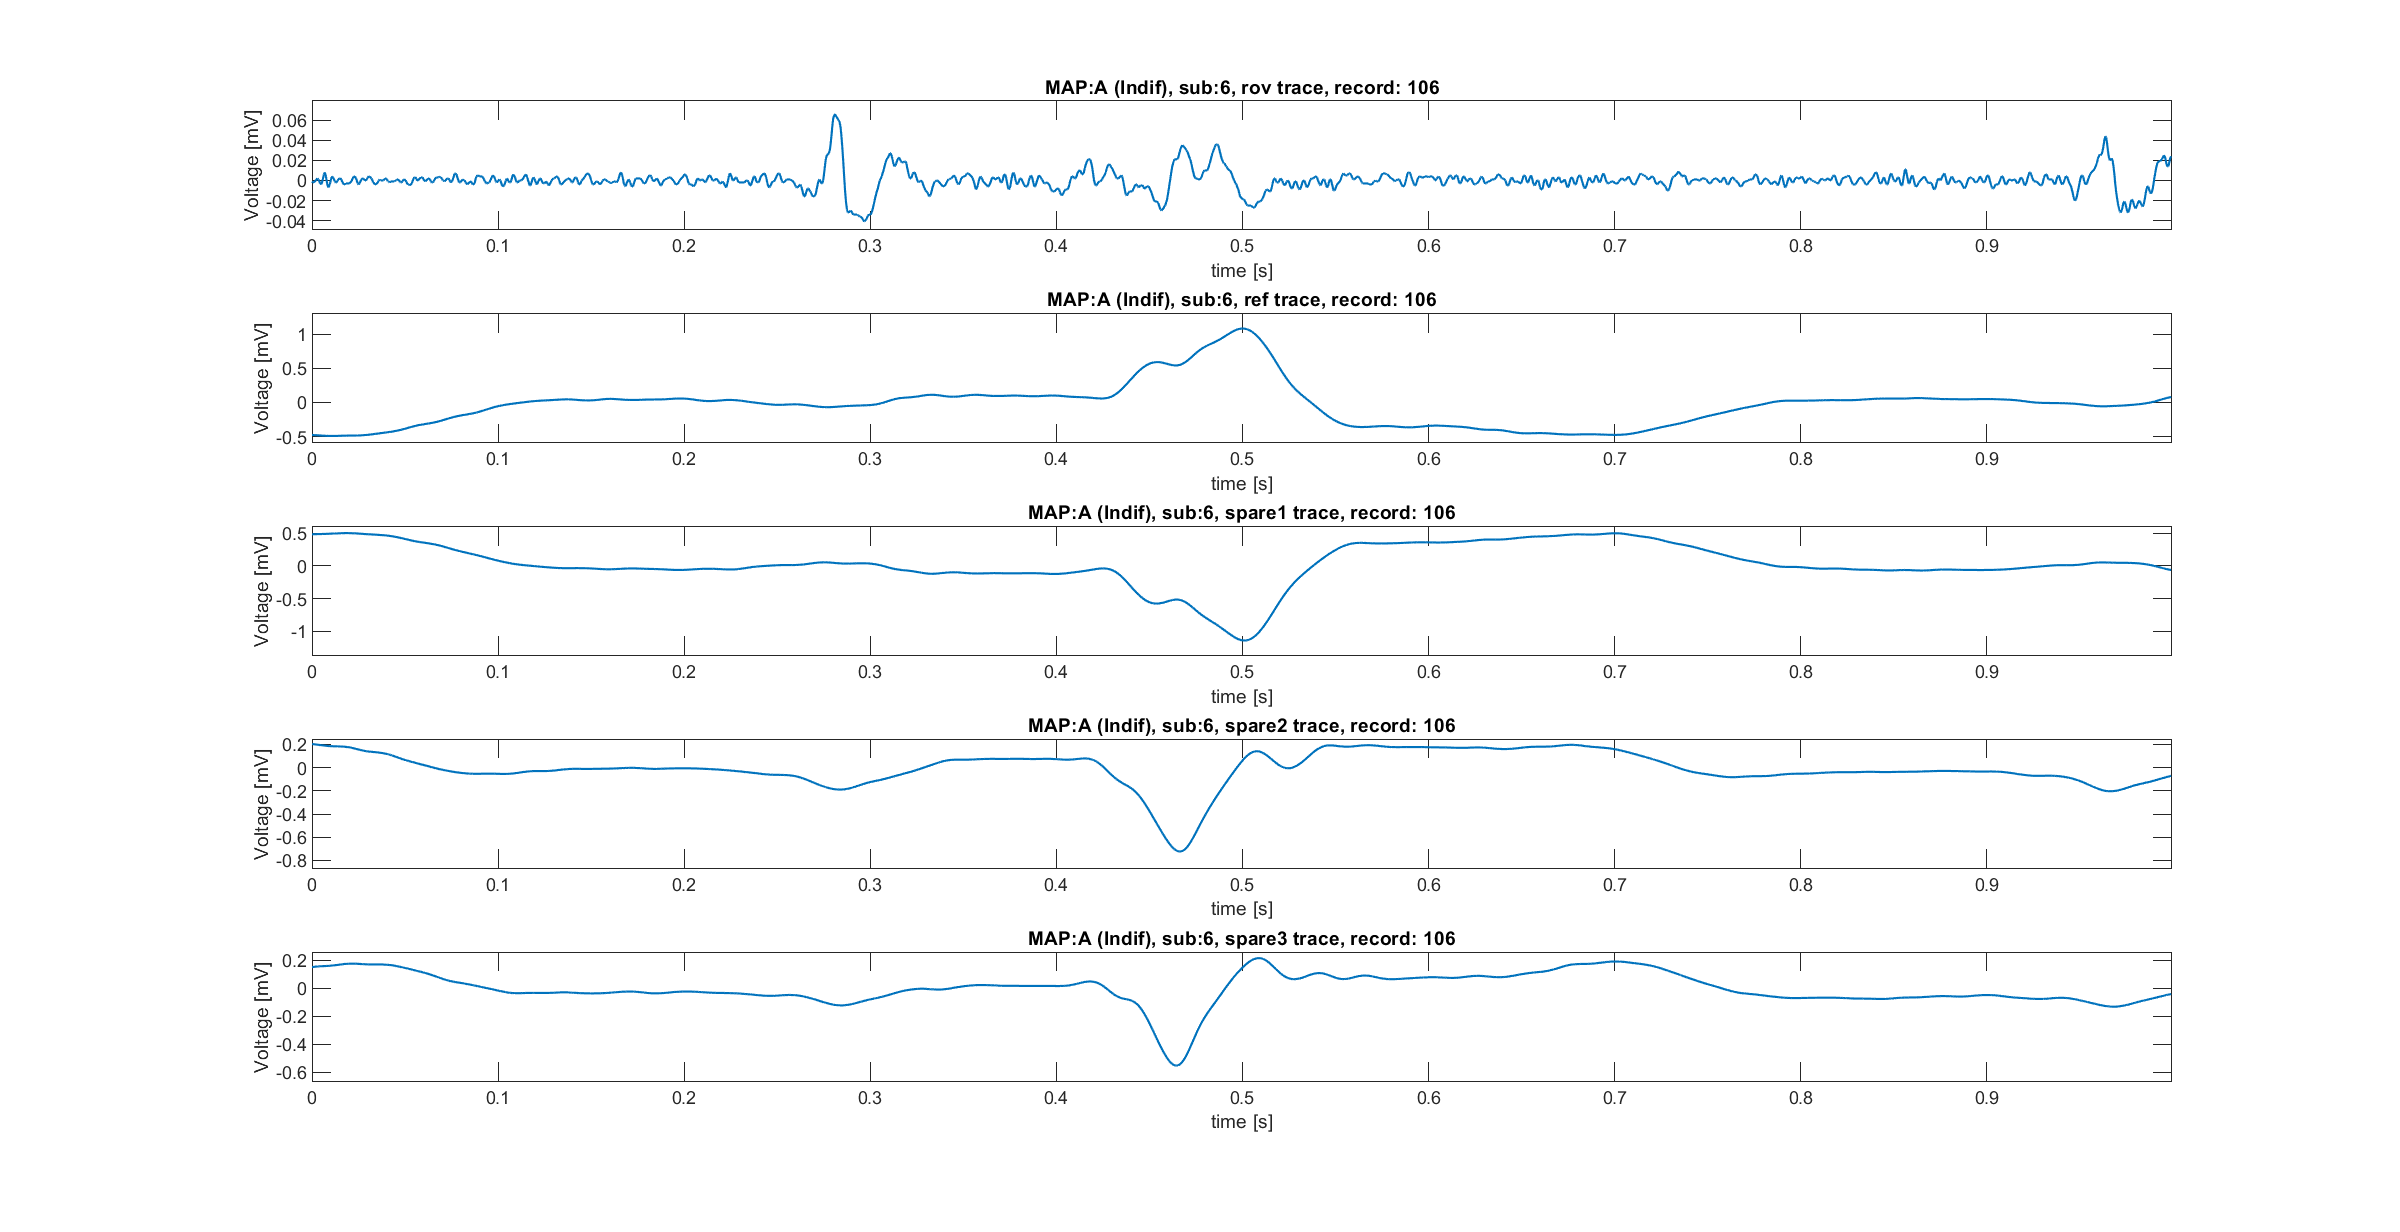 MAP:A (Indif), sub:6, rov trace, record: 106
Voltage [mV]
0.06
0.04
0.02
0
-0.02
-0.04
0 0.1 0.2 0.3 0.4 0.5 0.6 0.7 0.8 0.9
time [s]
MAP:A (Indif), sub:6, ref trace, record: 106
Voltage [mV]
1
0.5
0
-0.5
0 0.1 0.2 0.3 0.4 0.5 0.6 0.7 0.8 0.9
time [s]
MAP:A (Indif), sub:6, spare1 trace, record: 106
Voltage [mV]
0.5
0
-0.5
-1
0 0.1 0.2 0.3 0.4 0.5 0.6 0.7 0.8 0.9
time [s]
MAP:A (Indif), sub:6, spare2 trace, record: 106
Voltage [mV]
0.2
0
-0.2
-0.4
-0.6
-0.8
0 0.1 0.2 0.3 0.4 0.5 0.6 0.7 0.8 0.9
time [s]
MAP:A (Indif), sub:6, spare3 trace, record: 106
Voltage [mV]
0.2
0
-0.2
-0.4
-0.6
0 0.1 0.2 0.3 0.4 0.5 0.6 0.7 0.8 0.9
time [s]